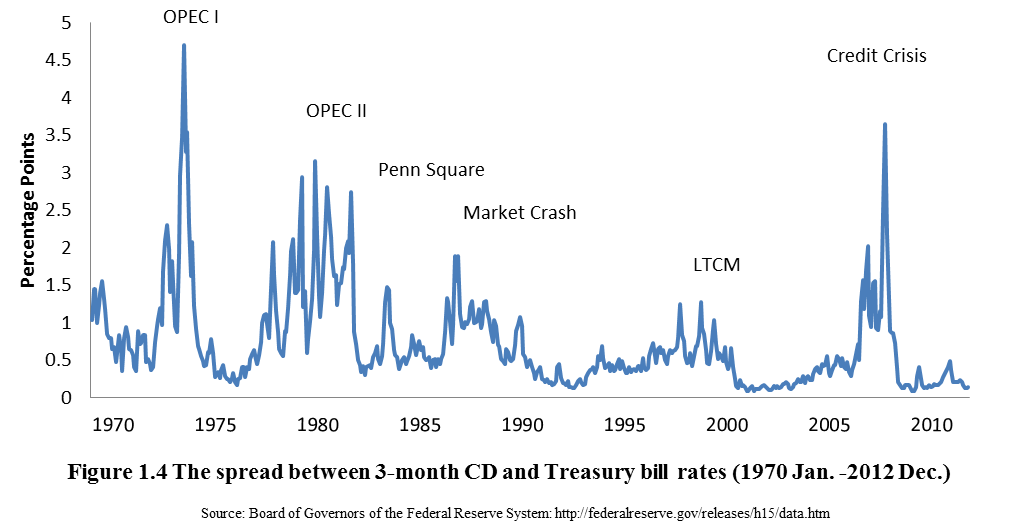 OPEC I
OPEC II
Penn Square
Market Crash
LTCM
Credit Crisis
Percentage Points
5
4.5
4
3.5
3
2.5
2
1.5
1
0.5
0
1970 1975 1980 1985 1990 1995 2000 2005 2010
Figure 1.4 The spread between 3-month CD and Treasury bill rates (1970 Jan. -2012 Dec.)
Source: Board of Governors of the Federal Reserve System: http://federalreserve.gov/releases/h15/data.htm